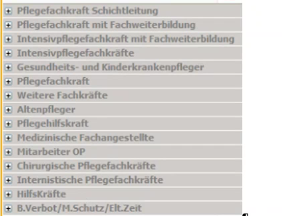 Pflegefachkraft Schichtleitung
Pflegefachkraft mit Fachweiterbildung
Intensivpflegefachkraft mit Fachweiterbildung
Intensivpflegefachkräfte
Gesundheits- und Kinderkrankenpfleger
Pflegefachkraft
Weitere Fachkräfte
Altenpfleger
Pflegehilfskraft
Medizinische Fachangestellte
Mitarbeiter OP
Chirurgische Pflegefachkräfte
Internistische Pflegefachkräfte
HilfsKräfte
B.Verbot/M.Schutz/Elt.Zeit